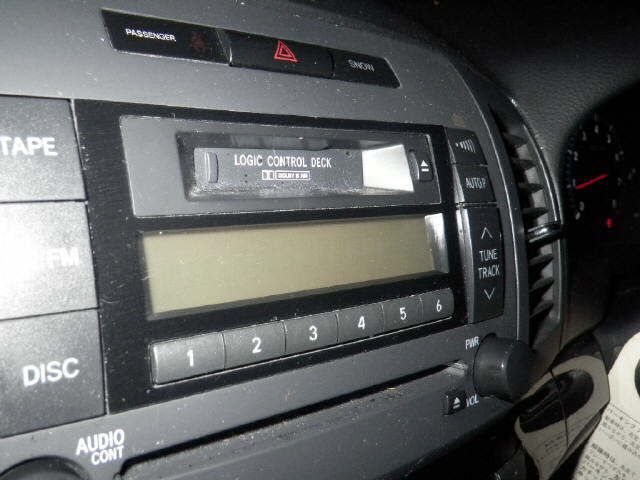 PASSENGER
SNOW
TAPE
LOGIC CONTROL DECK
DOLBY B NR
AUTO.P
FM
TUNE
TRACK
1 2 3 4 5 6
DISC
PWR
VOL
AUDIO
CONT